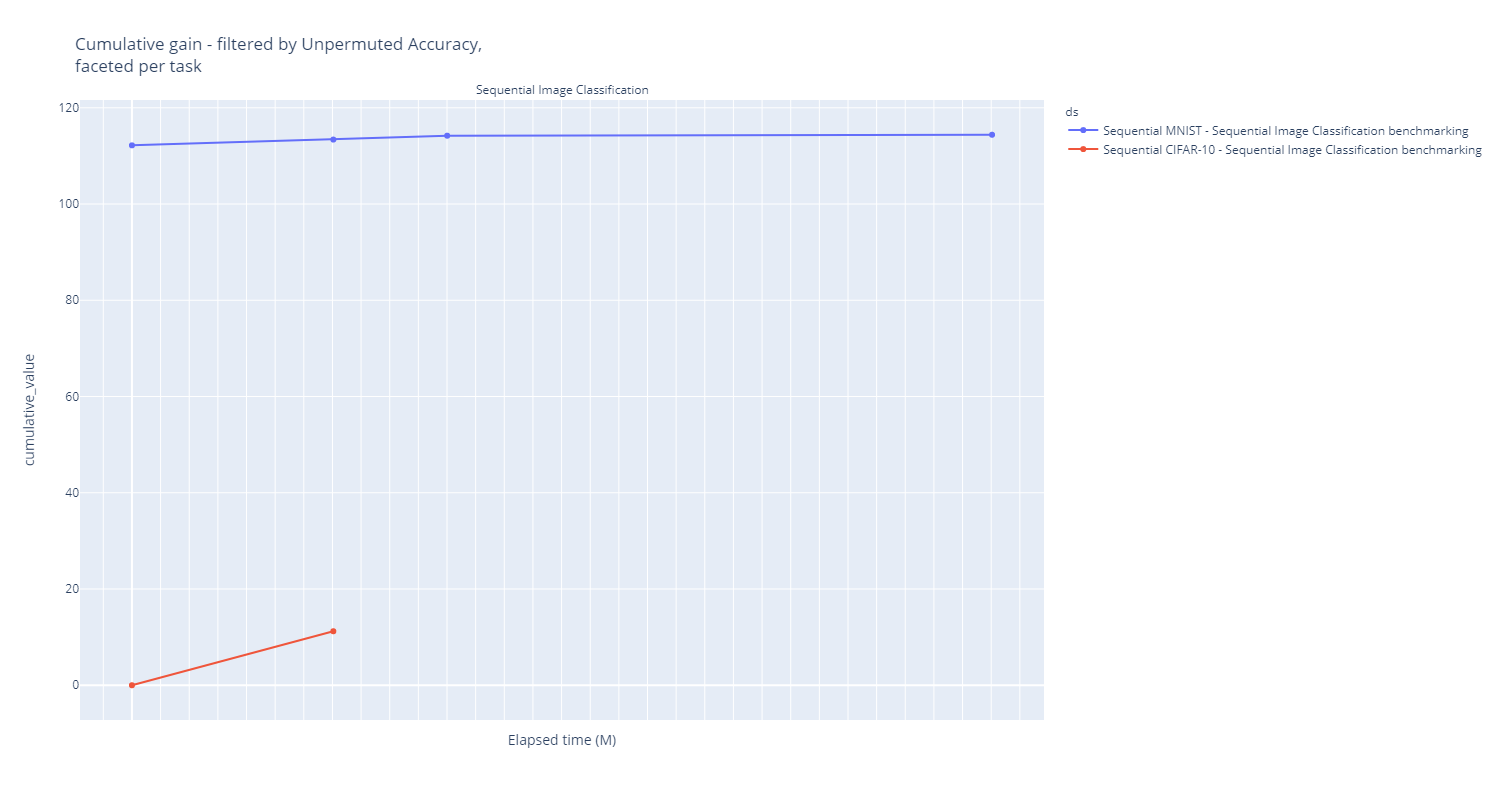 Cumulative gain - filtered by Unpermuted Accuracy,
faceted per task
Sequential Image Classification
120
100
80
60
40
20
0
cumulative_value
Elapsed time (M)
ds
Sequential MNIST - Sequential Image Classification benchmarking
Sequential CIFAR-10 - Sequential Image Classification benchmarking